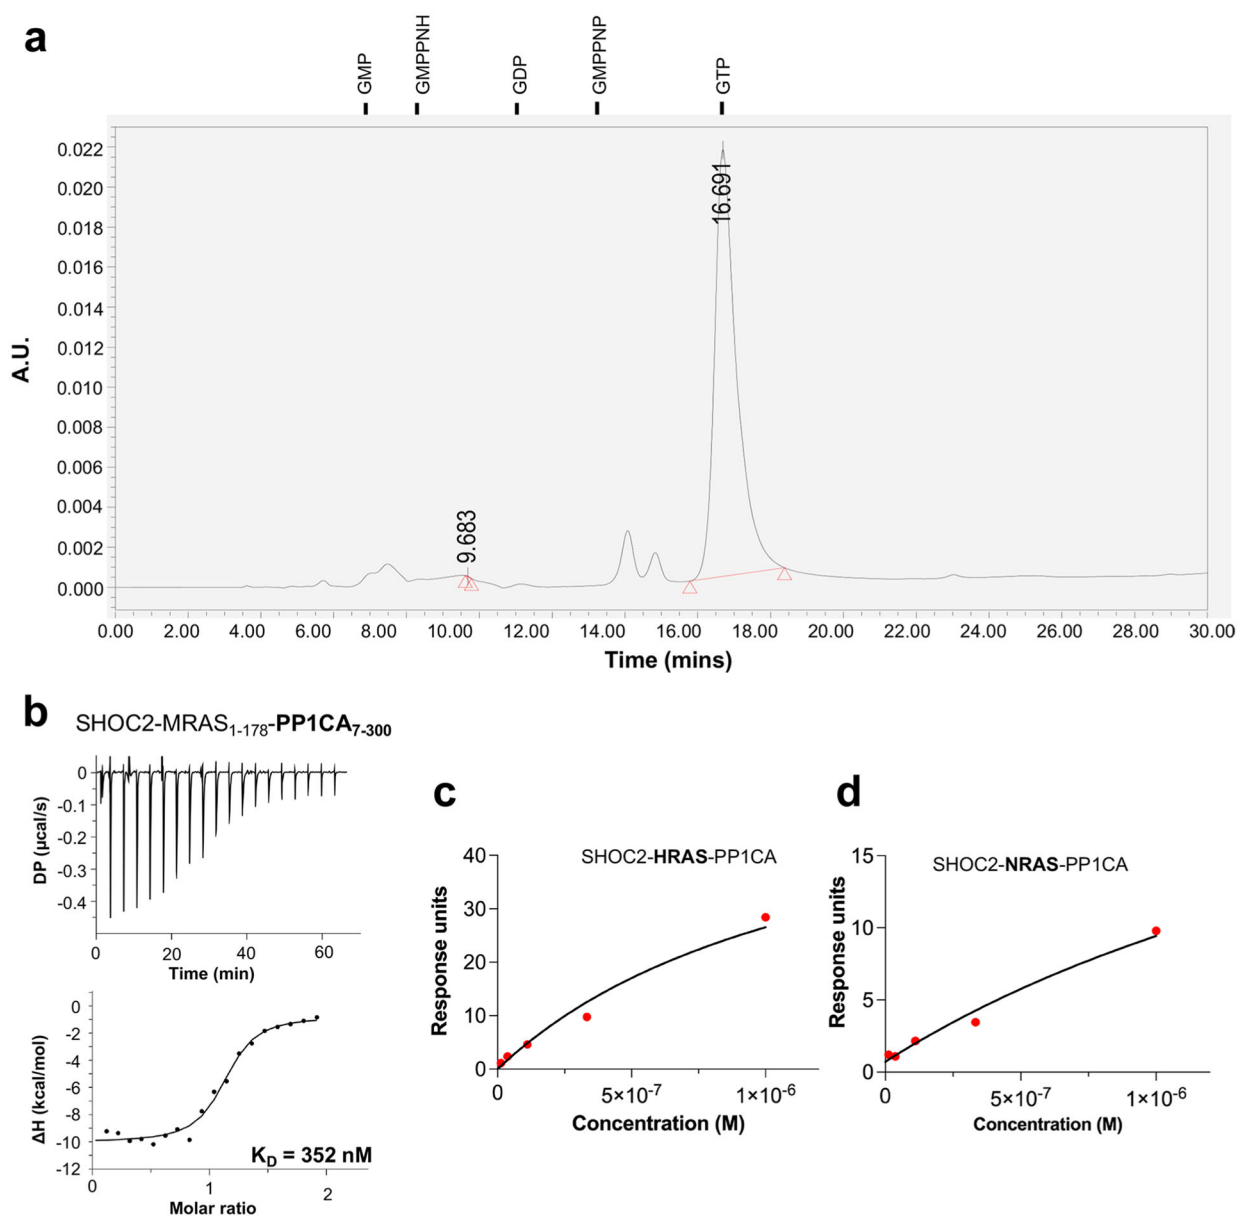 a
GMP
GMPPNH
GDP
GMPPNP
GTP
0.022
0.020
0.018
0.016
0.014
0.012
0.010
0.008
0.006
0.004
0.002
0.000
A.U.
9.683
16.691
0.00 2.00 4.00 6.00 8.00 10.00 12.00 14.00 16.00 18.00 20.00 22.00 24.00 26.00 28.00 30.00
Time (mins)
b
SHOC2-MRAS1-178-PP1CA7-300
0
-0.1
-0.2
-0.3
-0.4
DP (µcal/s)
0 20 40 60
Time (min)
0
-2
-4
-6
-8
-10
-12
ΔH (kcal/mol)
KD = 352 nM
0 1 2
Molar ratio
c
SHOC2-HRAS-PP1CA
40
30
20
10
0
Response units
0 5×10-7 1×10-6
Concentration (M)
d
SHOC2-NRAS-PP1CA
15
10
5
0
Response units
0 5×10-7 1×10-6
Concentration (M)